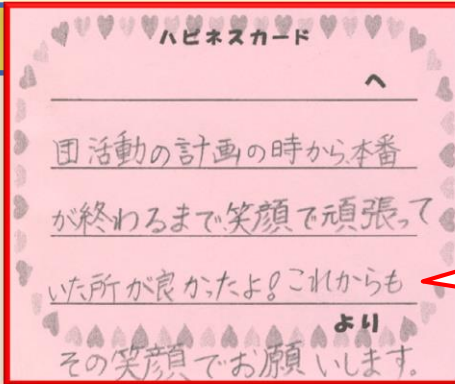 ハピネスカード
へ
団活動の計画の時から本番
が終わるまで笑顔で頑張って
いた所が良かったよ!これからも
より
その笑顔でお願いします。